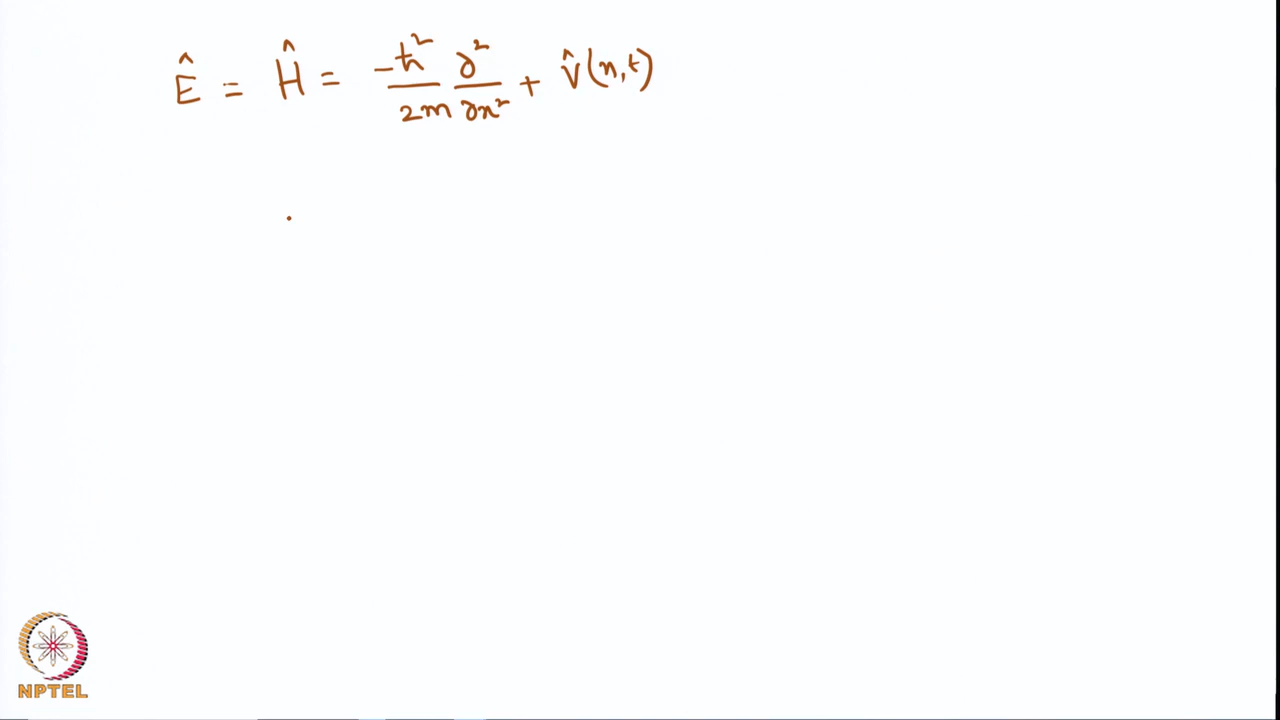 Ê = Ĥ = -ħ²/2m ∂²/∂x² + V̂(x,t)
NPTEL